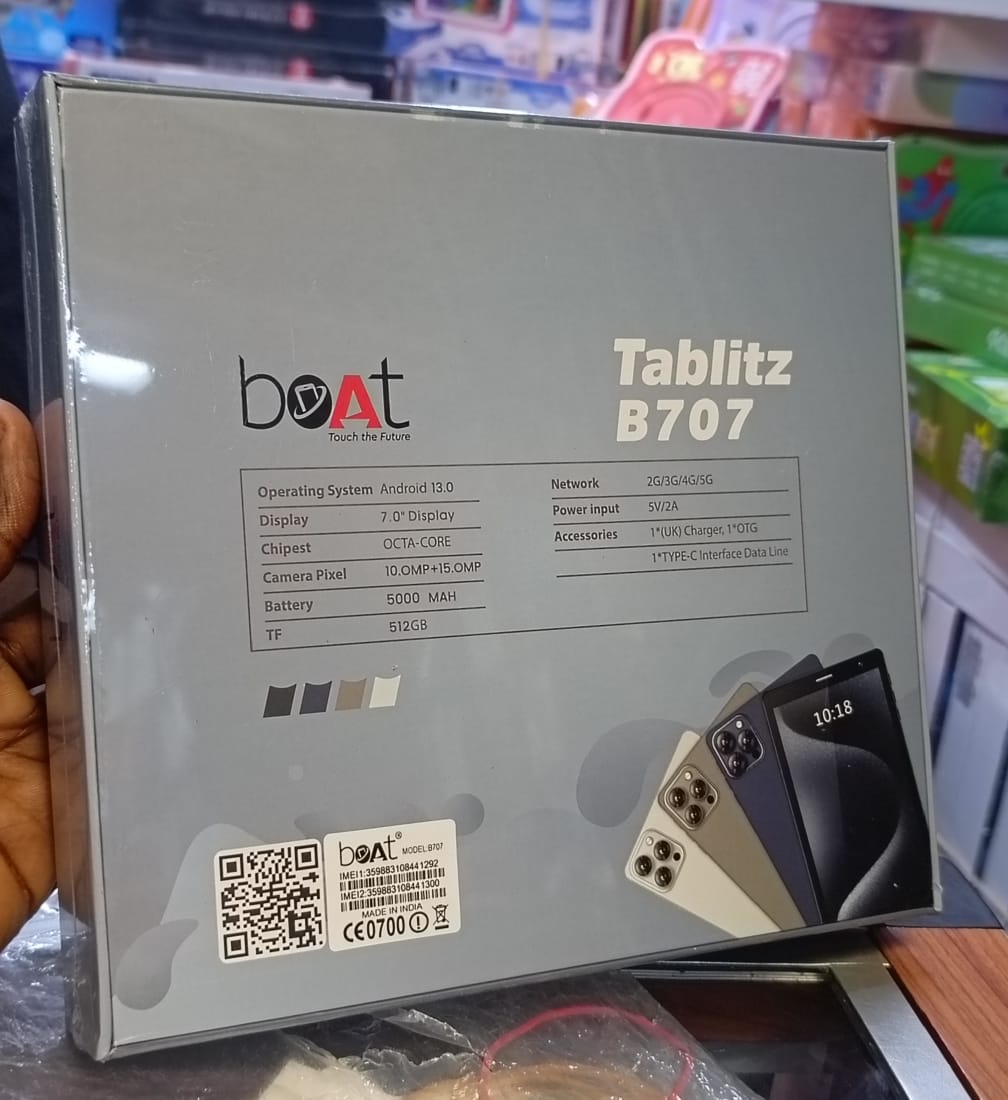 boAt
Touch the Future
Tablitz
B707
Operating System Android 13.0
Display 7.0" Display
Chipest OCTA-CORE
Camera Pixel 10.0MP+15.0MP
Battery 5000 MAH
TF 512GB
Network 2G/3G/4G/5G
Power input 5V/2A
Accessories 1*(UK) Charger, 1*OTG
1*TYPE-C Interface Data Line
10:18
boAt® MODEL:B707
IMEI1:359883108441292
IMEI2:359883108441300
MADE IN INDIA
CE0700